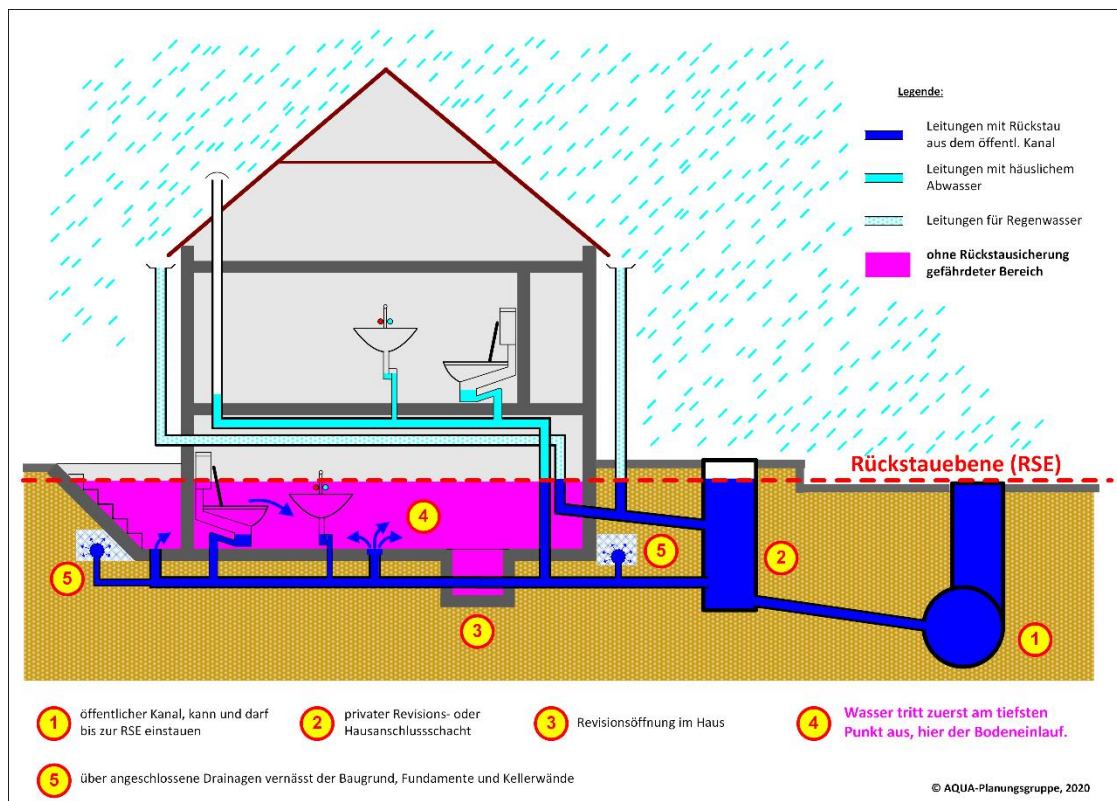 Legende:
Leitungen mit Rückstau
aus dem öffentl. Kanal
Leitungen mit häuslichem
Abwasser
Leitungen für Regenwasser
ohne Rückstausicherung
gefährdeter Bereich
Rückstauebene (RSE)
4
5
5
2
3
1
1 öffentlicher Kanal, kann und darf
bis zur RSE einstauen
2 privater Revisions- oder
Hausanschlussschacht
3 Revisionsöffnung im Haus
4 Wasser tritt zuerst am tiefsten
Punkt aus, hier der Bodeneinlauf.
5 über angeschlossene Drainagen vernässt der Baugrund, Fundamente und Kellerwände
© AQUA-Planungsgruppe, 2020